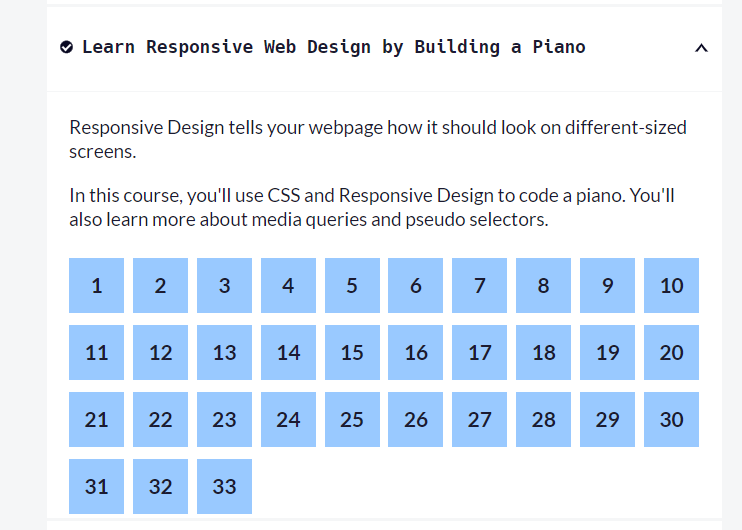 Learn Responsive Web Design by Building a Piano
Responsive Design tells your webpage how it should look on different-sized
screens.
In this course, you'll use CSS and Responsive Design to code a piano. You'll
also learn more about media queries and pseudo selectors.
1 2 3 4 5 6 7 8 9 10
11 12 13 14 15 16 17 18 19 20
21 22 23 24 25 26 27 28 29 30
31 32 33